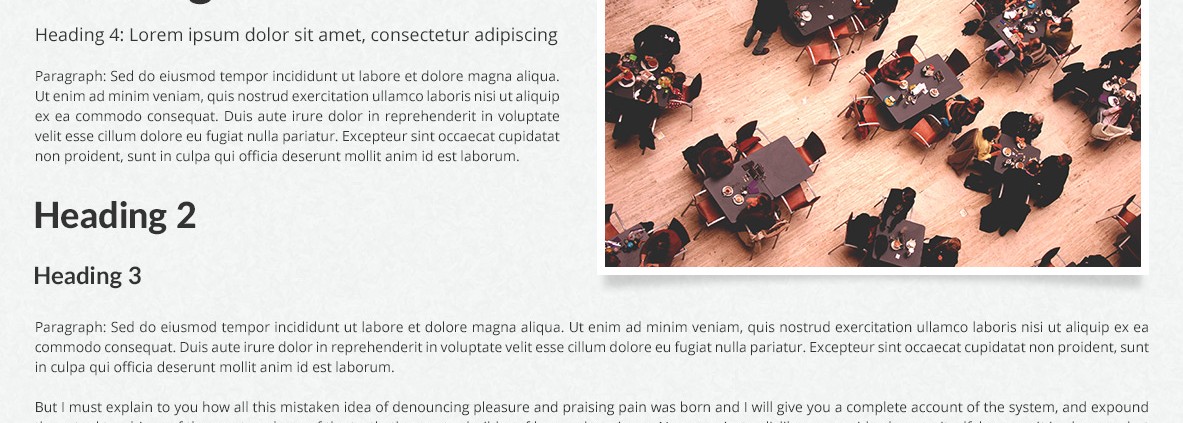 Heading 4: Lorem ipsum dolor sit amet, consectetur adipiscing
Paragraph: Sed do eiusmod tempor incididunt ut labore et dolore magna aliqua.
Ut enim ad minim veniam, quis nostrud exercitation ullamco laboris nisi ut aliquip
ex ea commodo consequat. Duis aute irure dolor in reprehenderit in voluptate
velit esse cillum dolore eu fugiat nulla pariatur. Excepteur sint occaecat cupidatat
non proident, sunt in culpa qui officia deserunt mollit anim id est laborum.
Heading 2
Heading 3
Paragraph: Sed do eiusmod tempor incididunt ut labore et dolore magna aliqua. Ut enim ad minim veniam, quis nostrud exercitation ullamco laboris nisi ut aliquip ex ea
commodo consequat. Duis aute irure dolor in reprehenderit in voluptate velit esse cillum dolore eu fugiat nulla pariatur. Excepteur sint occaecat cupidatat non proident, sunt
in culpa qui officia deserunt mollit anim id est laborum.
But I must explain to you how all this mistaken idea of denouncing pleasure and praising pain was born and I will give you a complete account of the system, and expound